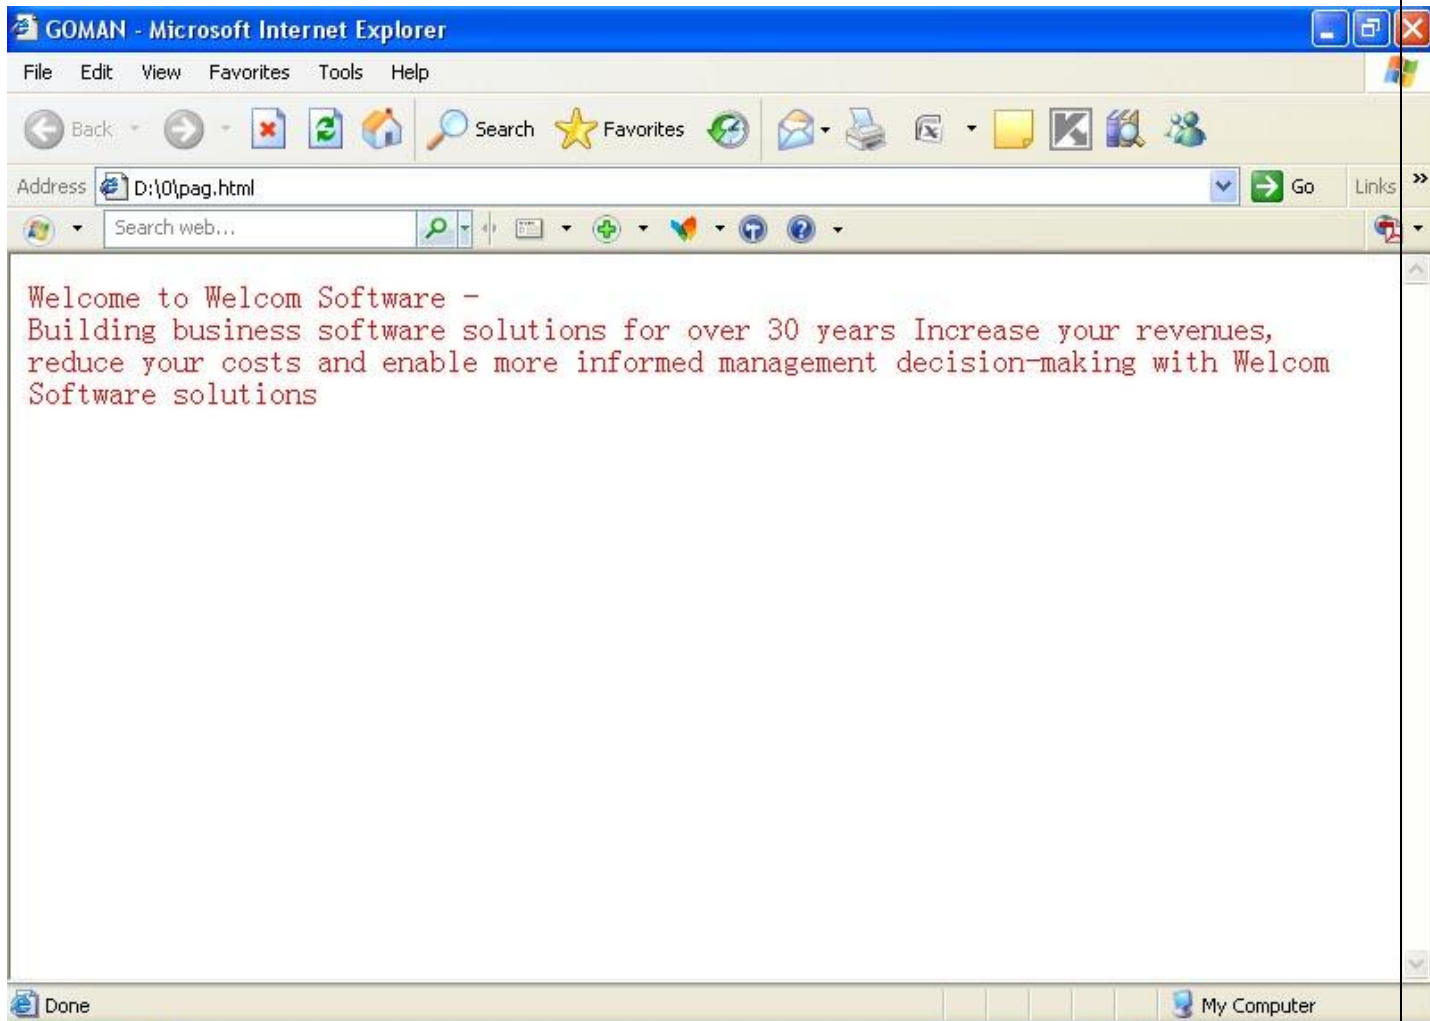 GOMAN - Microsoft Internet Explorer
File Edit View Favorites Tools Help
Back Search Favorites
Address D:\0\pag.html Go Links »
Search web...
Welcome to Welcom Software -
Building business software solutions for over 30 years Increase your revenues,
reduce your costs and enable more informed management decision-making with Welcom
Software solutions
Done My Computer